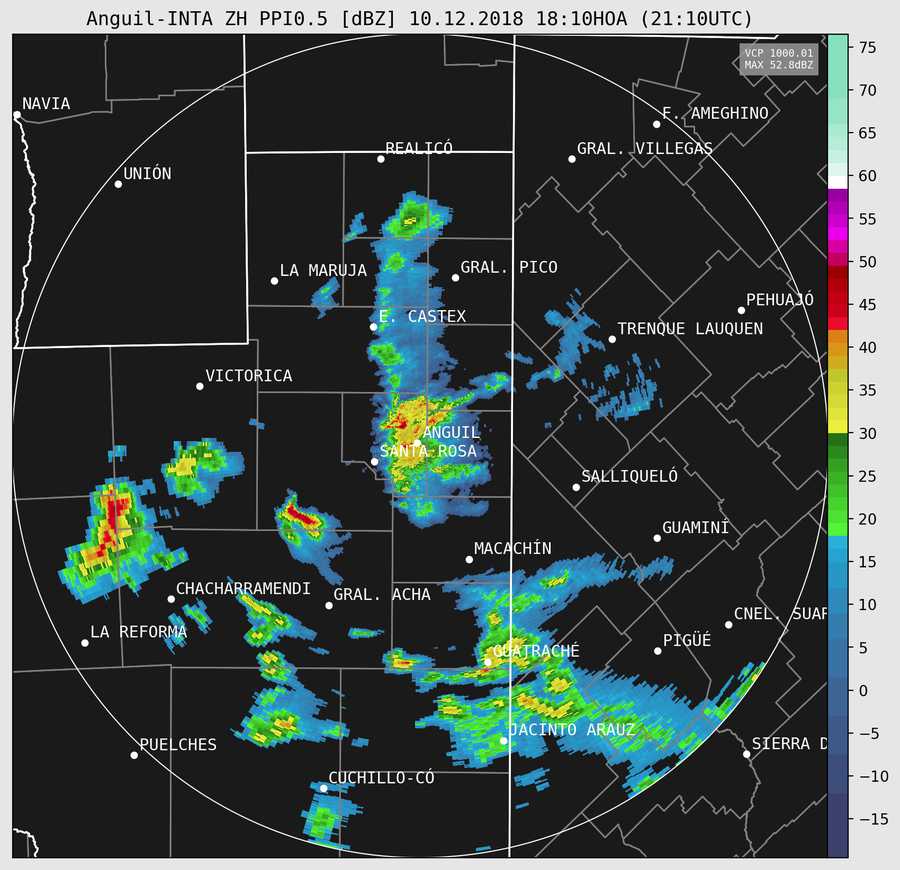 Anguil-INTA ZH PPI0.5 [dBZ] 10.12.2018 18:10HOA (21:10UTC)
VCP 1000.01
MAX 52.8dBZ
75
70
65
60
55
50
45
40
35
30
25
20
15
10
5
0
−5
−10
−15
NAVIA
F. AMEGHINO
REALICÓ
GRAL. VILLEGAS
UNIÓN
LA MARUJA
GRAL. PICO
PEHUAJÓ
E. CASTEX
TRENQUE LAUQUEN
VICTORICA
ANGUIL
SANTA ROSA
SALLIQUELÓ
GUAMINÍ
MACACHÍN
CHACHARRAMENDI
GRAL. ACHA
CNEL. SUAR
LA REFORMA
GUATRACHÉ
PIGÜÉ
JACINTO ARAUZ
PUELCHES
SIERRA D
CUCHILLO-CÓ